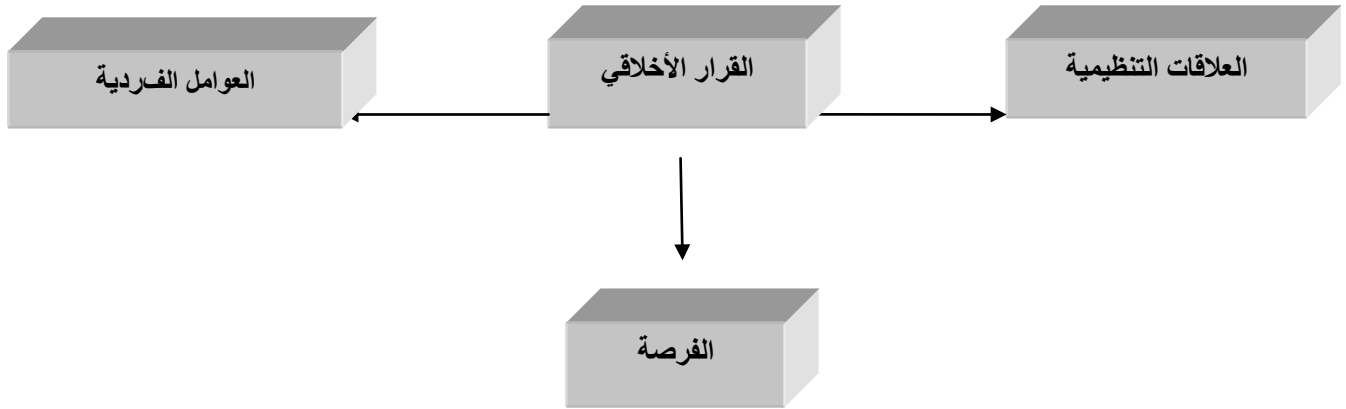 العلاقات التنظيمية
القرار الأخلاقي
العوامل الفردية
الفرصة